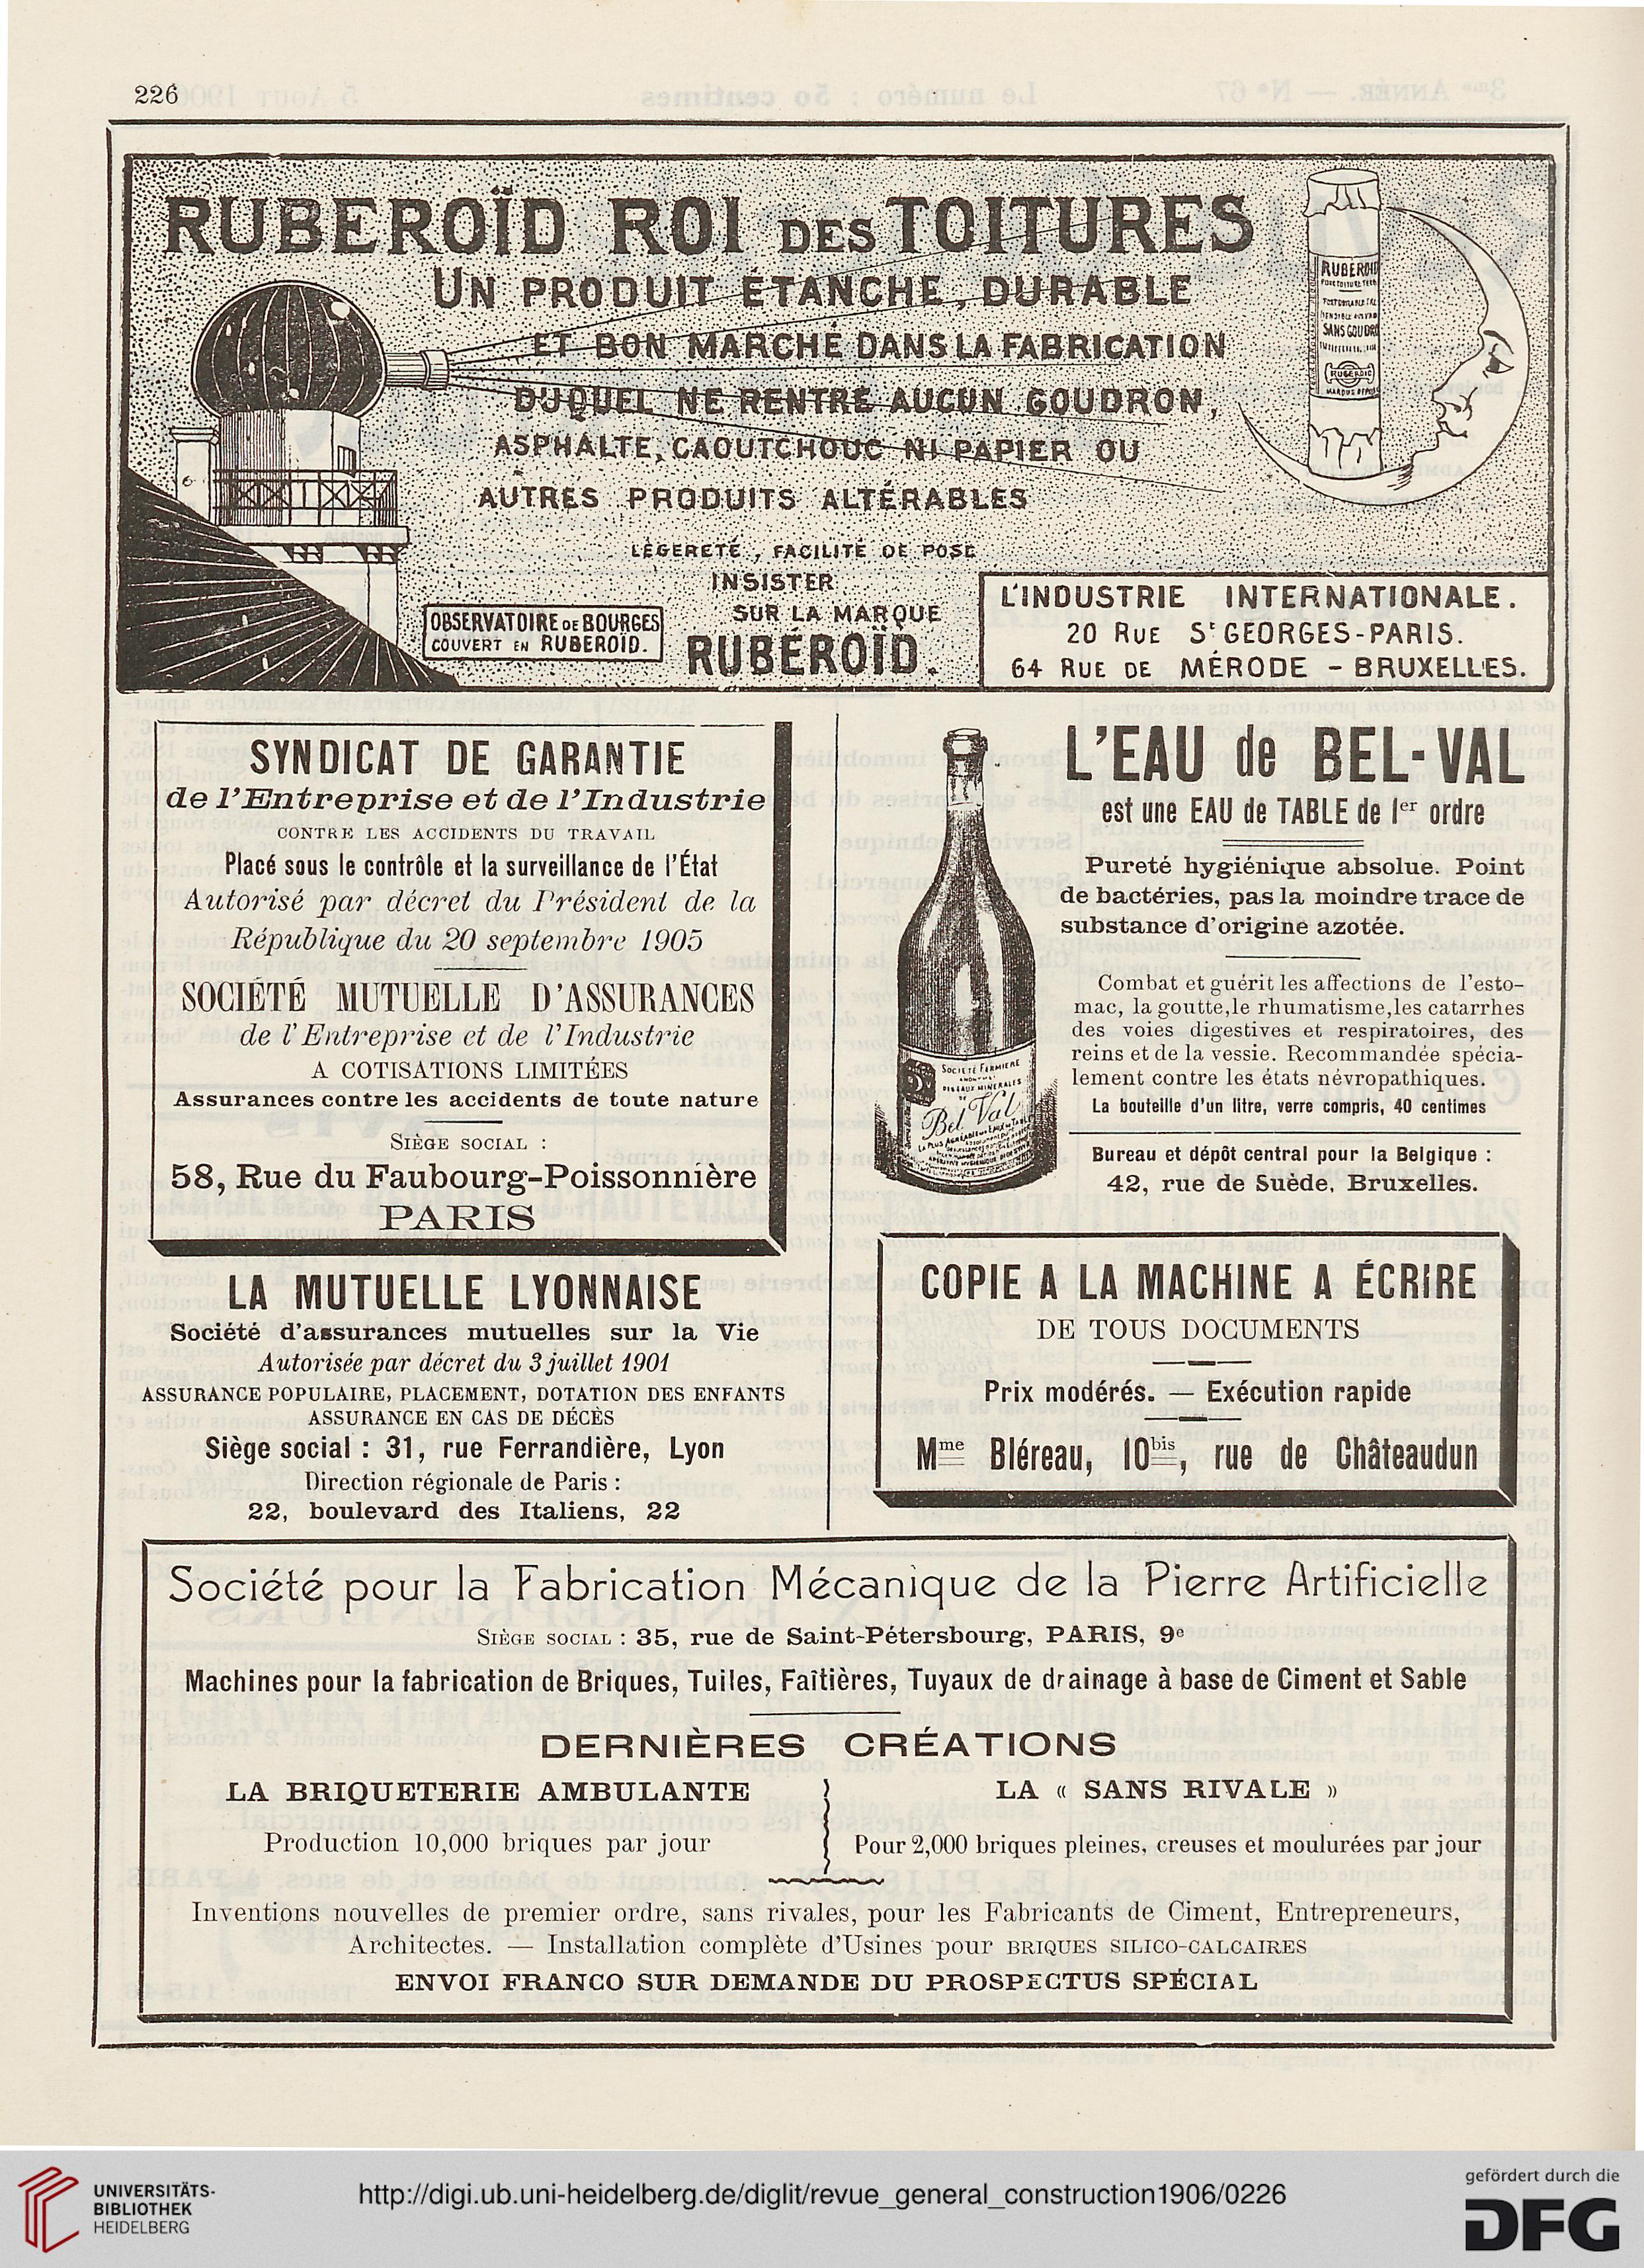 226
RUBEROÏD ROI DES TOITURES
UN PRODUIT ÉTANCHE, DURABLE
ET BON MARCHÉ DANS LA FABRICATION
DUQUEL NE RENTRE AUCUN GOUDRON,
ASPHALTE, CAOUTCHOUC NI PAPIER OU
AUTRES PRODUITS ALTÉRABLES
LÉGERETÉ, FACILITÉ DE POSE
INSISTER
SUR LA MARQUE
RUBÉROÏD.
OBSERVATOIRE DE BOURGES
COUVERT EN RUBEROÏD.
L'INDUSTRIE INTERNATIONALE.
20 RUE St GEORGES-PARIS.
64 RUE DE MÉRODE - BRUXELLES.
RUBEROID
SANS GOUDRON
RUBEROID
SYNDICAT DE GARANTIE
de l'Entreprise et de l'Industrie
CONTRE LES ACCIDENTS DU TRAVAIL
Placé sous le contrôle et la surveillance de l'État
Autorisé par décret du Président de la
République du 20 septembre 1905
SOCIÉTÉ MUTUELLE D'ASSURANCES
de l'Entreprise et de l'Industrie
A COTISATIONS LIMITÉES
Assurances contre les accidents de toute nature
SIÈGE SOCIAL :
58, Rue du Faubourg-Poissonnière
PARIS
LA MUTUELLE LYONNAISE
Société d'assurances mutuelles sur la Vie
Autorisée par décret du 3 juillet 1901
ASSURANCE POPULAIRE, PLACEMENT, DOTATION DES ENFANTS
ASSURANCE EN CAS DE DÉCÈS
Siège social : 31, rue Ferrandière, Lyon
Direction régionale de Paris :
22, boulevard des Italiens, 22
SOCIÉTÉ FERMIERE
DES EAUX MINERALES
Bel Val
L'EAU de BEL-VAL
est une EAU de TABLE de 1er ordre
Pureté hygiénique absolue. Point
de bactéries, pas la moindre trace de
substance d'origine azotée.
Combat et guérit les affections de l'esto-
mac, la goutte, le rhumatisme, les catarrhes
des voies digestives et respiratoires, des
reins et de la vessie. Recommandée spécia-
lement contre les états névropathiques.
La bouteille d'un litre, verre compris, 40 centimes
Bureau et dépôt central pour la Belgique :
42, rue de Suède, Bruxelles.
COPIE A LA MACHINE A ÉCRIRE
DE TOUS DOCUMENTS
Prix modérés. — Exécution rapide
Mme Bléreau, 10bis, rue de Châteaudun
Société pour la Fabrication Mécanique de la Pierre Artificielle
SIÈGE SOCIAL : 35, rue de Saint-Pétersbourg, PARIS, 9e
Machines pour la fabrication de Briques, Tuiles, Faîtières, Tuyaux de drainage à base de Ciment et Sable
DERNIÈRES CRÉATIONS
LA BRIQUETERIE AMBULANTE
Production 10,000 briques par jour
LA « SANS RIVALE »
Pour 2,000 briques pleines, creuses et moulurées par jour
Inventions nouvelles de premier ordre, sans rivales, pour les Fabricants de Ciment, Entrepreneurs,
Architectes. — Installation complète d'Usines pour BRIQUES SILICO-CALCAIRES
ENVOI FRANCO SUR DEMANDE DU PROSPECTUS SPÉCIAL
UNIVERSITÄTS-
BIBLIOTHEK
HEIDELBERG
http://digi.ub.uni-heidelberg.de/diglit/revue_general_construction1906/0226
gefördert durch die
DFG